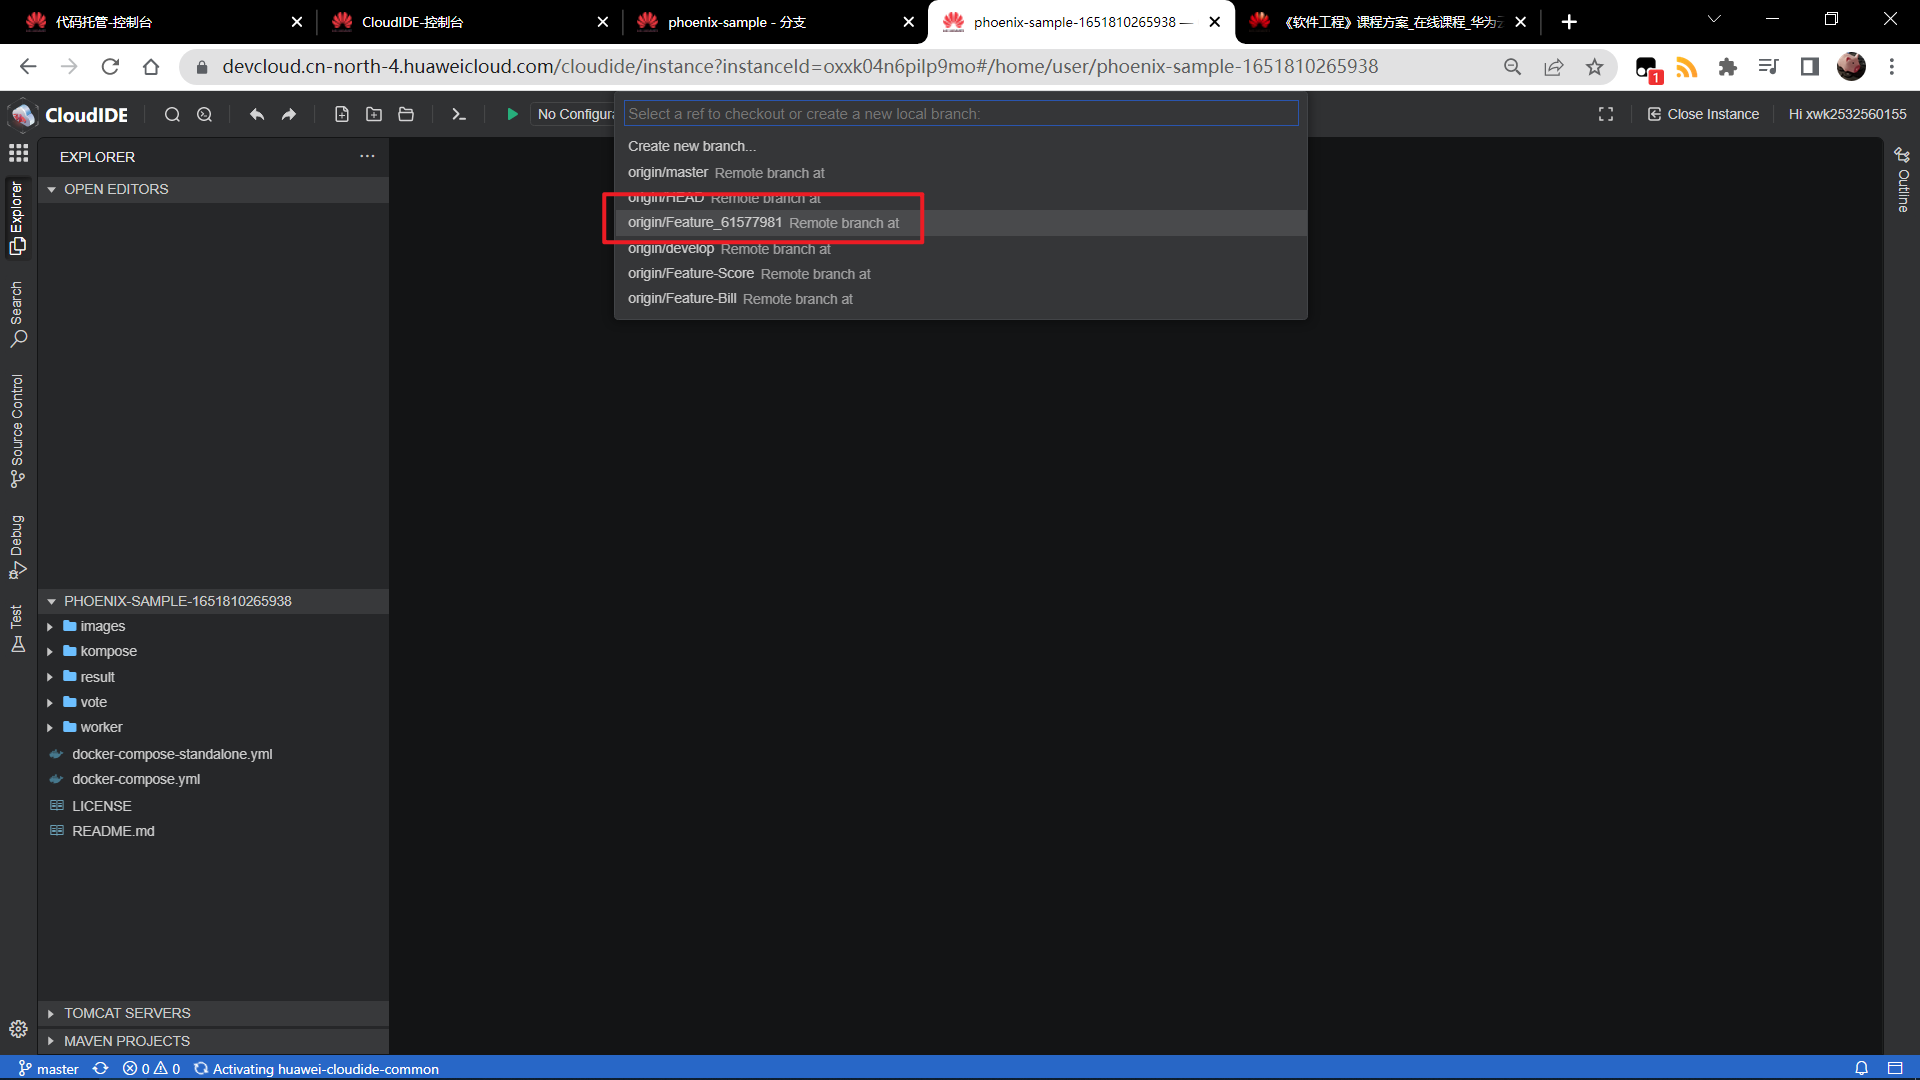 代码托管-控制台
CloudIDE-控制台
phoenix-sample - 分支
phoenix-sample-1651810265938 —
《软件工程》课程方案_在线课程_华为
devcloud.cn-north-4.huaweicloud.com/cloudide/instance?instanceId=oxxk04n6pilp9mo#/home/user/phoenix-sample-1651810265938
1
CloudIDE
No Configura
Close Instance
Hi xwk2532560155
Select a ref to checkout or create a new local branch:
Create new branch...
origin/master Remote branch at
origin/HEAD Remote branch at
origin/Feature_61577981 Remote branch at
origin/develop Remote branch at
origin/Feature-Score Remote branch at
origin/Feature-Bill Remote branch at
Explorer
Search
Source Control
Debug
Test
EXPLORER
OPEN EDITORS
PHOENIX-SAMPLE-1651810265938
images
kompose
result
vote
worker
docker-compose-standalone.yml
docker-compose.yml
LICENSE
README.md
TOMCAT SERVERS
MAVEN PROJECTS
Outline
master
0
0
Activating huawei-cloudide-common